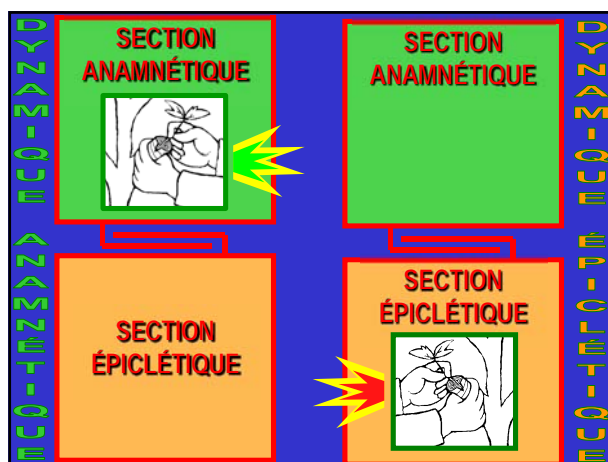 DYNAMIQUE ANAMNÉTIQUE
SECTION
ANAMNÉTIQUE
SECTION
ÉPICLÉTIQUE
SECTION
ANAMNÉTIQUE
SECTION
ÉPICLÉTIQUE
DYNAMIQUE ÉPICLÉTIQUE